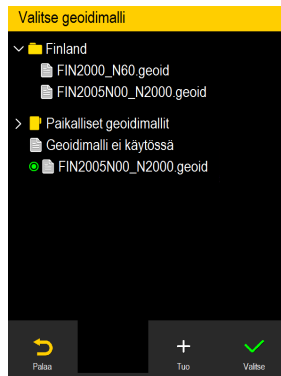 Valitse geoidimalli
Finland
FIN2000_N60.geoid
FIN2005N00_N2000.geoid
Paikalliset geoidimallit
Geoidimalli ei käytössä
FIN2005N00_N2000.geoid
Palaa
Tuo
Valitse